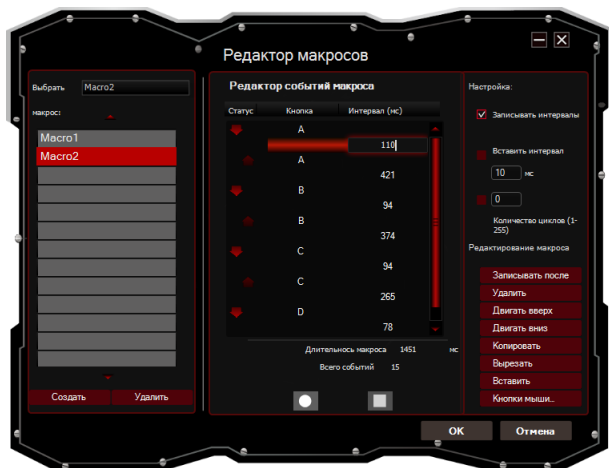 Редактор макросов
Выбрать
Macro2
макрос:
Macro1
Macro2
Создать
Удалить
Редактор событий макроса
Статус Кнопка Интервал (мс)
A
110
A
421
B
94
B
374
C
94
C
265
D
78
Длительнось макроса 1451 мс
Всего событий 15
Настройка:
Записывать интервалы
Вставить интервал
10 мс
0
Количество циклов (1-
255)
Редактирование макроса
Записывать после
Удалить
Двигать вверх
Двигать вниз
Копировать
Вырезать
Вставить
Кнопки мыши...
OK
Отмена